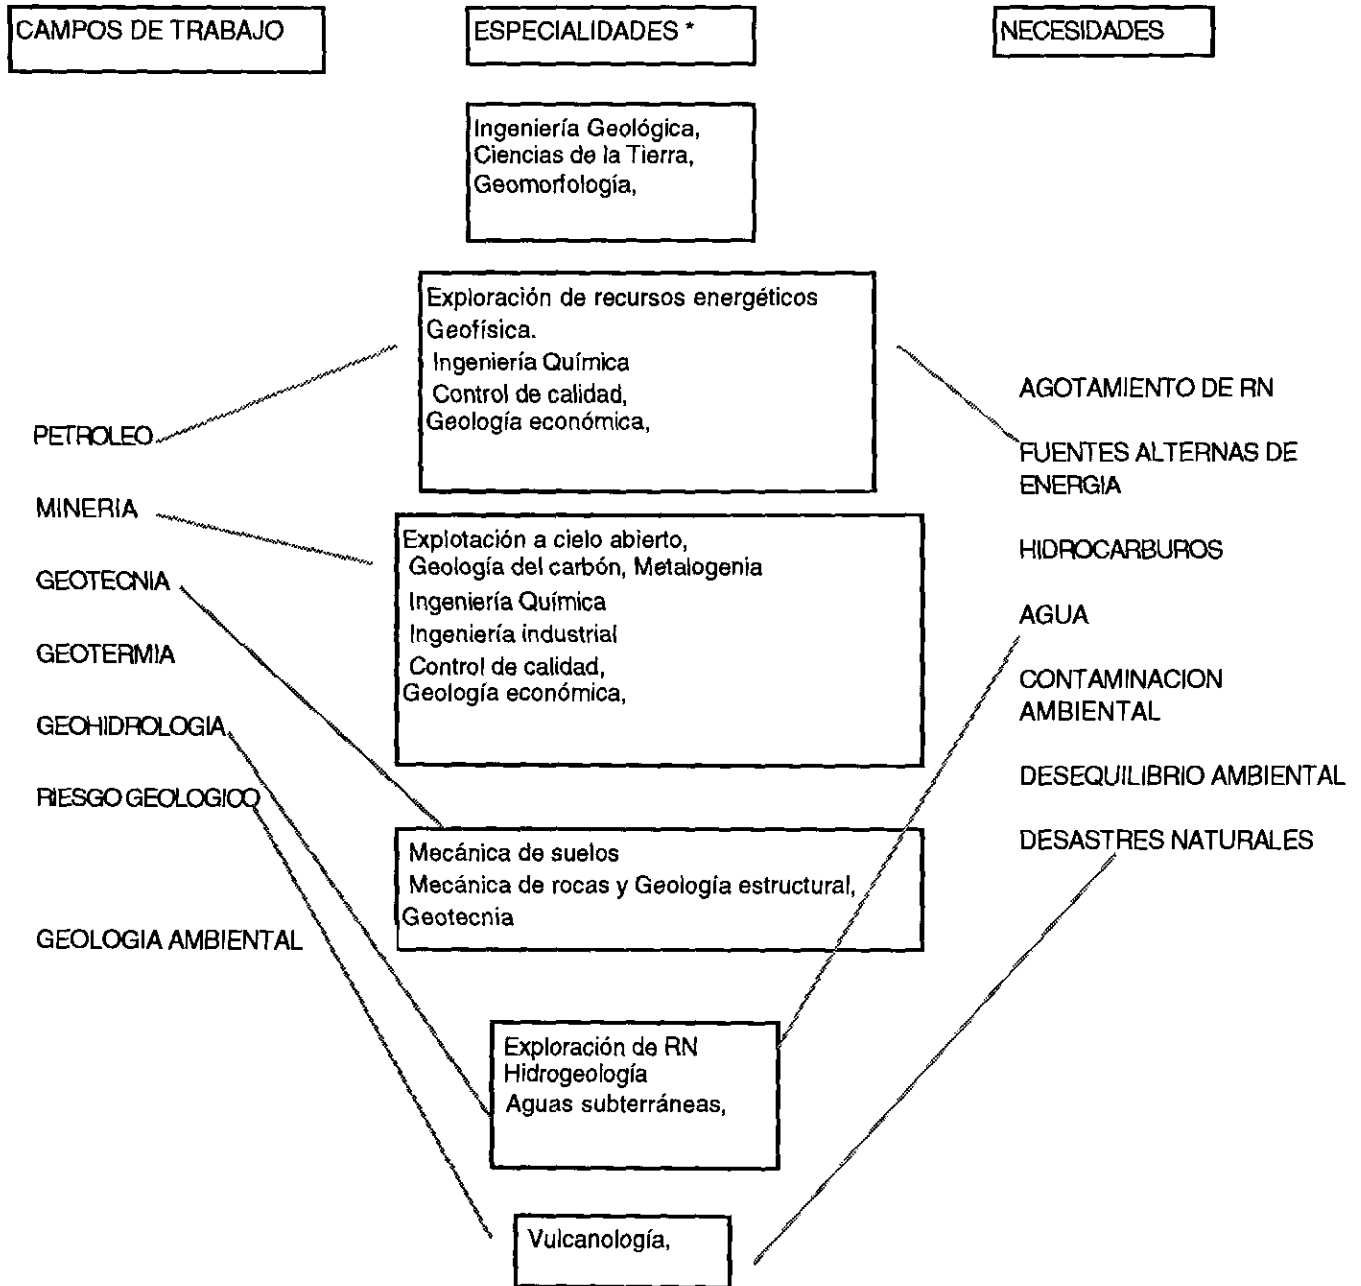 CAMPOS DE TRABAJO
ESPECIALIDADES *
NECESIDADES
Ingeniería Geológica,
Ciencias de la Tierra,
Geomorfología,
Exploración de recursos energéticos
Geofísica.
Ingeniería Química
Control de calidad,
Geología económica,
Explotación a cielo abierto,
Geología del carbón, Metalogenia
Ingeniería Química
Ingeniería industrial
Control de calidad,
Geología económica,
Mecánica de suelos
Mecánica de rocas y Geología estructural,
Geotecnia
Exploración de RN
Hidrogeología
Aguas subterráneas,
Vulcanología,
PETROLEO
MINERIA
GEOTECNIA
GEOTERMIA
GEOHIDROLOGIA
RIESGO GEOLOGICO
GEOLOGIA AMBIENTAL
AGOTAMIENTO DE RN
FUENTES ALTERNAS DE
ENERGIA
HIDROCARBUROS
AGUA
CONTAMINACION
AMBIENTAL
DESEQUILIBRIO AMBIENTAL
DESASTRES NATURALES